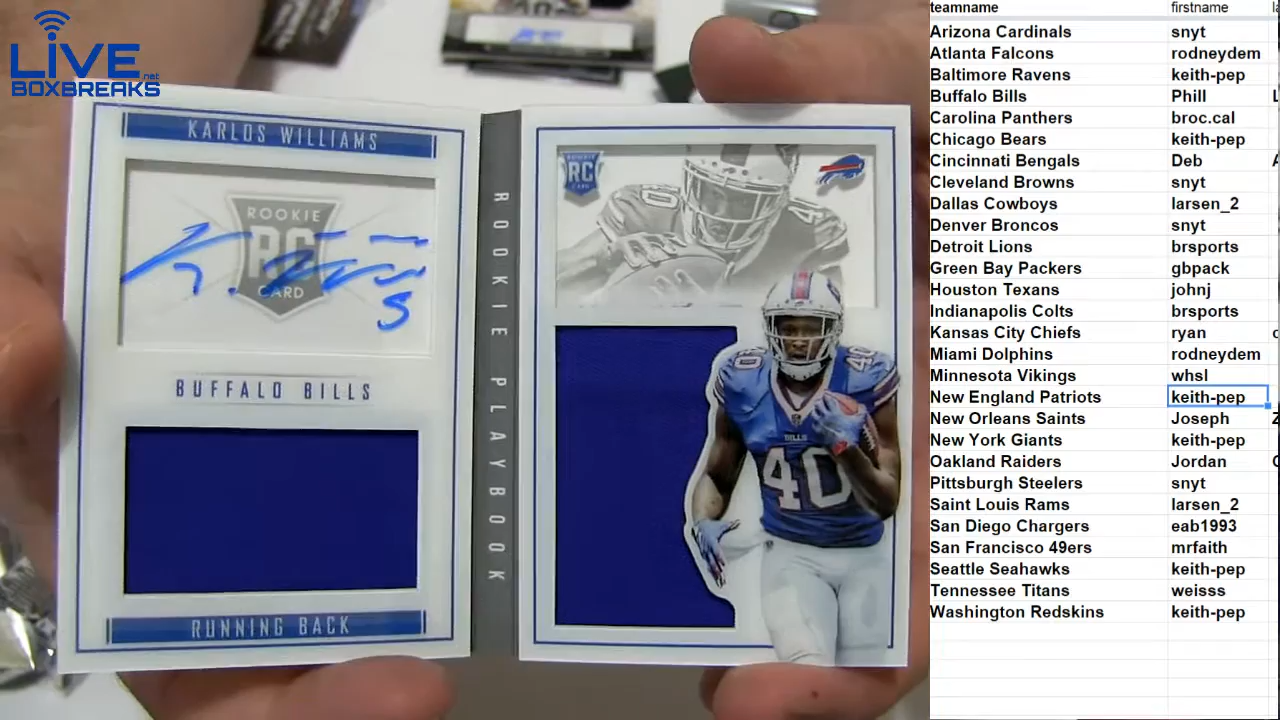 LIVE
.net
BOXBREAKS
KARLOS WILLIAMS
ROOKIE
RC
CARD
BUFFALO BILLS
RUNNING BACK
ROOKIE PLAYBOOK
ROOKIE
RC
CARD
40
40
40
BILLS
40
teamname firstname
Arizona Cardinals snyt
Atlanta Falcons rodneydem
Baltimore Ravens keith-pep
Buffalo Bills Phill
Carolina Panthers broc.cal
Chicago Bears keith-pep
Cincinnati Bengals Deb
Cleveland Browns snyt
Dallas Cowboys larsen_2
Denver Broncos snyt
Detroit Lions brsports
Green Bay Packers gbpack
Houston Texans johnj
Indianapolis Colts brsports
Kansas City Chiefs ryan
Miami Dolphins rodneydem
Minnesota Vikings whsl
New England Patriots keith-pep
New Orleans Saints Joseph
New York Giants keith-pep
Oakland Raiders Jordan
Pittsburgh Steelers snyt
Saint Louis Rams larsen_2
San Diego Chargers eab1993
San Francisco 49ers mrfaith
Seattle Seahawks keith-pep
Tennessee Titans weisss
Washington Redskins keith-pep